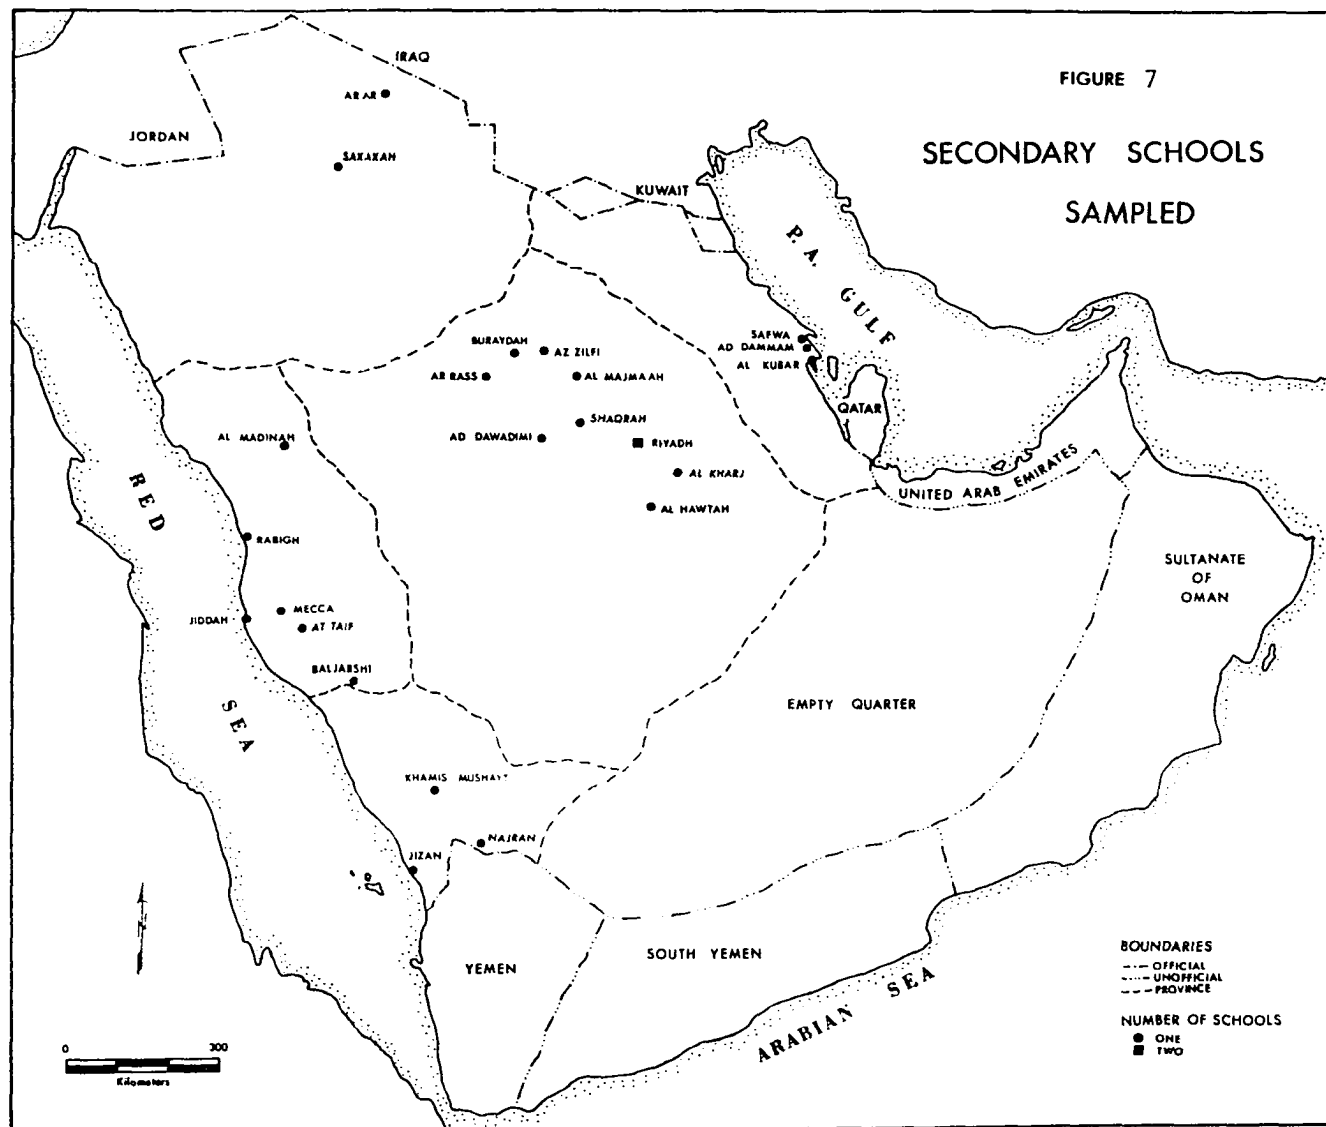 FIGURE 7
SECONDARY SCHOOLS
SAMPLED
IRAQ
ARAR
JORDAN
SAKAKAH
KUWAIT
P. A. GULF
SAFWA
AD DAMMAM
AL KUBAR
BURAYDAH
AZ ZILFI
AR RASS
AL MAJMAAH
QATAR
SHAQRAH
AL MADINAH
AD DAWADIMI
RIYADH
AL KHARJ
UNITED ARAB EMIRATES
AL HAWTAH
RED SEA
RABIGH
SULTANATE
OF
OMAN
MECCA
JIDDAH
AT TAIF
BALJARSHI
EMPTY QUARTER
KHAMIS MUSHAYT
NAJRAN
JIZAN
YEMEN
SOUTH YEMEN
ARABIAN SEA
BOUNDARIES
OFFICIAL
UNOFFICIAL
PROVINCE
NUMBER OF SCHOOLS
ONE
TWO
0 300
Kilometers